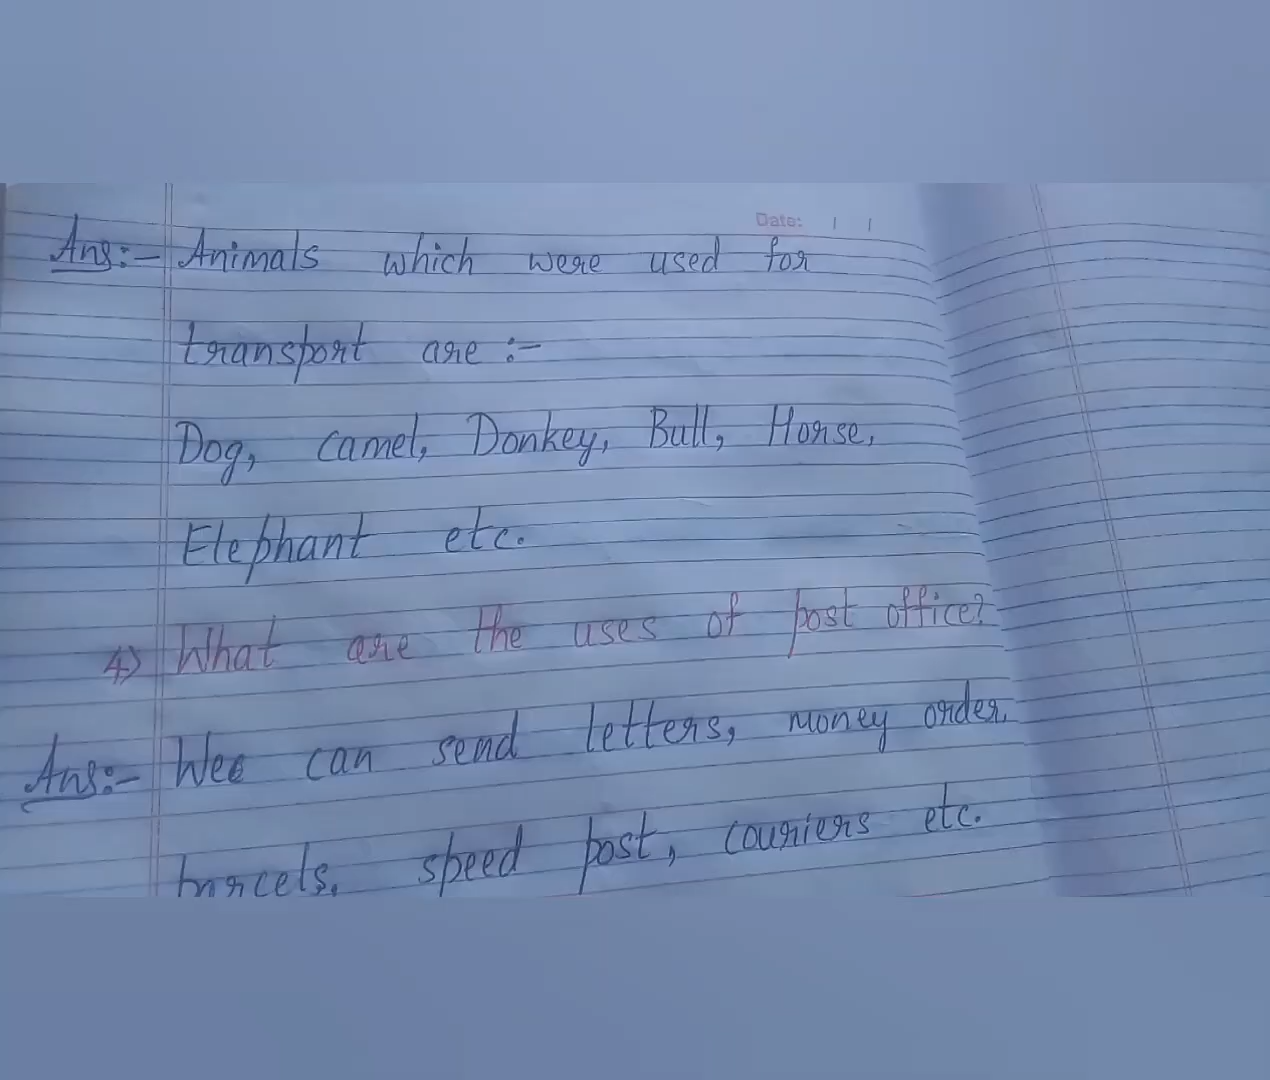 Date: / /
Ans:- Animals which were used for
transport are :-
Dog, camel, Donkey, Bull, Horse,
Elephant etc.
4) What are the uses of post office?
Ans:- Wee can send letters, money order,
parcels, speed post, couriers etc.